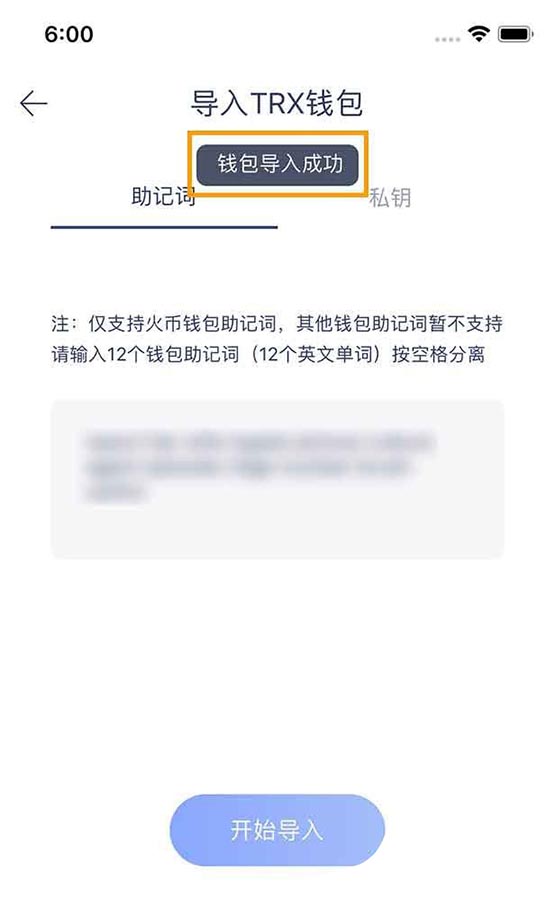 6:00
导入TRX钱包
钱包导入成功
助记词
私钥
注：仅支持火币钱包助记词，其他钱包助记词暂不支持
请输入12个钱包助记词（12个英文单词）按空格分离
开始导入